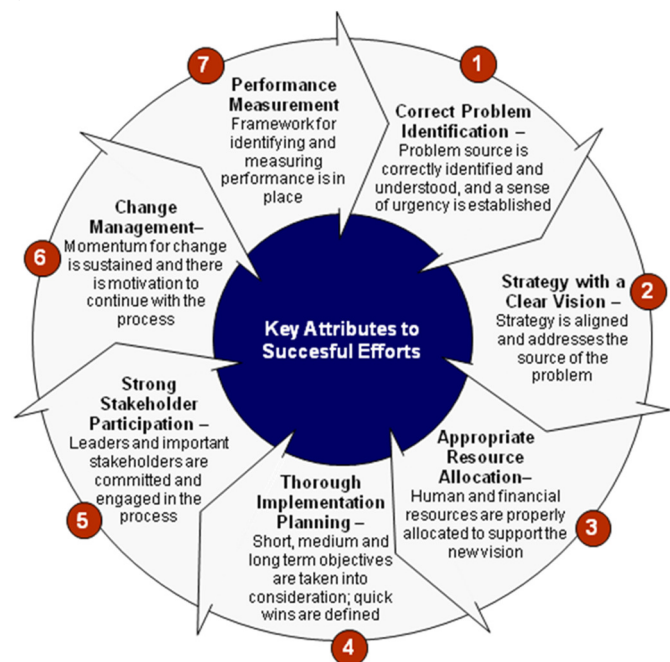 1
Correct Problem
Identification –
Problem source is
correctly identified and
understood, and a sense
of urgency is established
2
Strategy with a
Clear Vision –
Strategy is aligned
and addresses the
source of the
problem
3
Appropriate
Resource
Allocation–
Human and financial
resources are properly
allocated to support the
new vision
4
Thorough
Implementation
Planning –
Short, medium and
long term objectives
are taken into
consideration; quick
wins are defined
5
Strong
Stakeholder
Participation –
Leaders and important
stakeholders are
committed and
engaged in the
process
6
Change
Management–
Momentum for change
is sustained and there
is motivation to
continue with the
process
7
Performance
Measurement
Framework for
identifying and
measuring
performance is in
place
Key Attributes to
Succesful Efforts